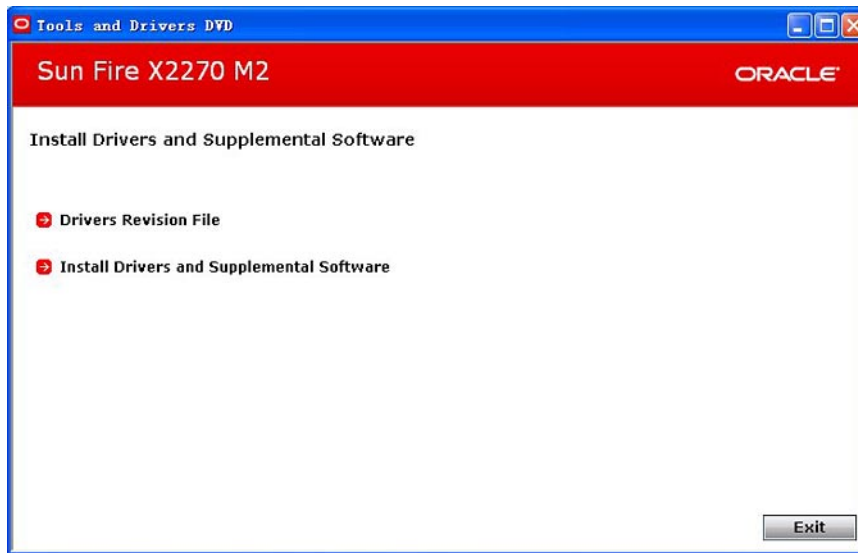 Tools and Drivers DVD
Sun Fire X2270 M2
ORACLE
Install Drivers and Supplemental Software
Drivers Revision File
Install Drivers and Supplemental Software
Exit